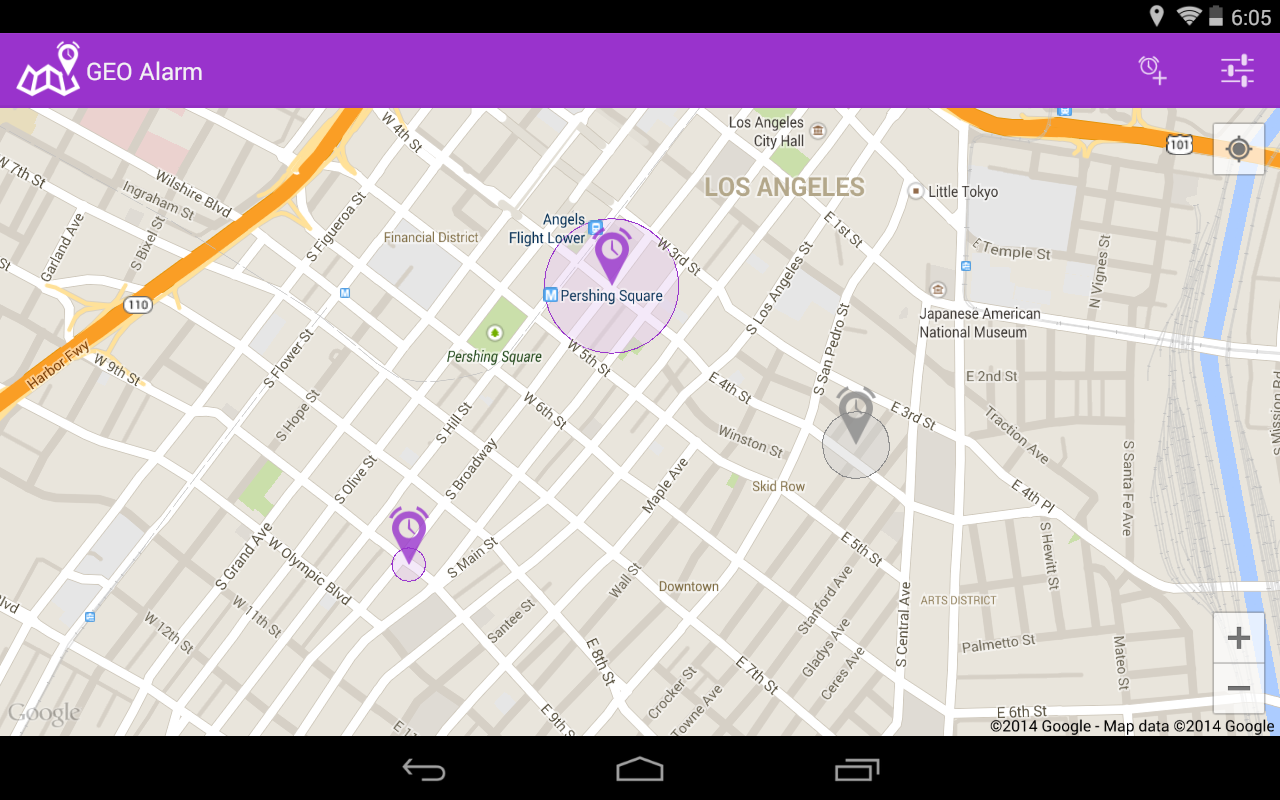 6:05
GEO Alarm
W 4th St
Los Angeles
City Hall
101
W 7th St
Wilshire Blvd
Ingraham St
LOS ANGELES
Little Tokyo
Garland Ave
S Bixel St
S Figueroa St
Financial District
Angels
Flight Lower
W 3rd St
E 1st St
E Temple St
N Vignes St
110
M
M Pershing Square
S Los Angeles St
Japanese American
National Museum
Pershing Square
W 5th St
S San Pedro St
Harbor Fwy
W 9th St
S Flower St
E 4th St
E 2nd St
S Mission Rd
S Hope St
W 6th St
E 3rd St
Traction Ave
S Hill St
Winston St
S Santa Fe Ave
S Olive St
S Broadway
Maple Ave
Skid Row
E 4th Pl
S Grand Ave
S Main St
E 5th St
S Hewitt St
W Olympic Blvd
Wall St
Downtown
Stanford Ave
S Central Ave
ARTS DISTRICT
W 11th St
W 12th St
Santee St
E 8th St
Gladys Ave
Ceres Ave
Palmetto St
Mateo St
E 7th St
Crocker St
Towne Ave
E 9th St
E 6th St
Google
©2014 Google - Map data ©2014 Google